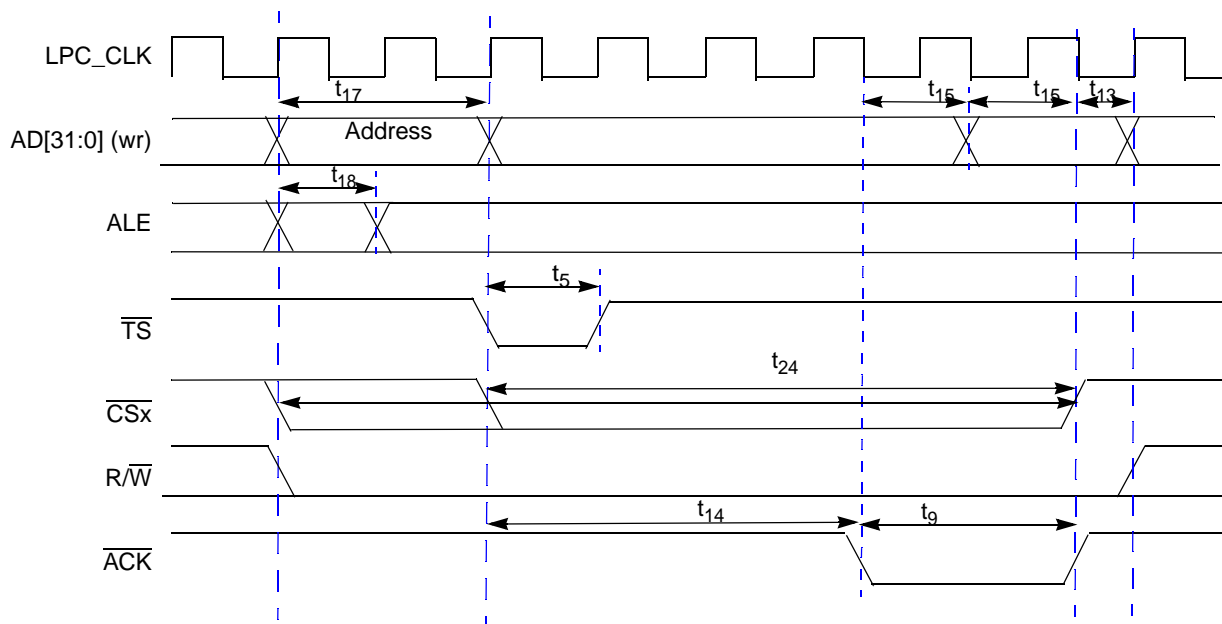 LPC_CLK
t17
t15
t15
t13
AD[31:0] (wr)
Address
t18
ALE
t5
TS
t24
CSx
R/W
t14
t9
ACK